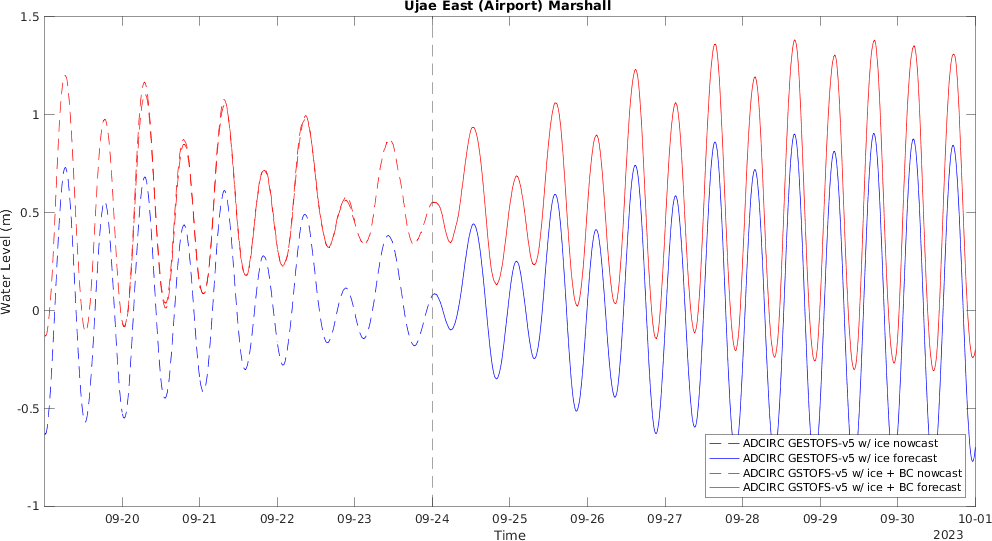 Ujae East (Airport) Marshall
Water Level (m)
1.5
1
0.5
0
-0.5
-1
09-20
09-21
09-22
09-23
09-24
09-25
09-26
09-27
09-28
09-29
09-30
10-01
2023
Time
ADCIRC GESTOFS-v5 w/ ice nowcast
ADCIRC GESTOFS-v5 w/ ice forecast
ADCIRC GSTOFS-v5 w/ ice + BC nowcast
ADCIRC GSTOFS-v5 w/ ice + BC forecast